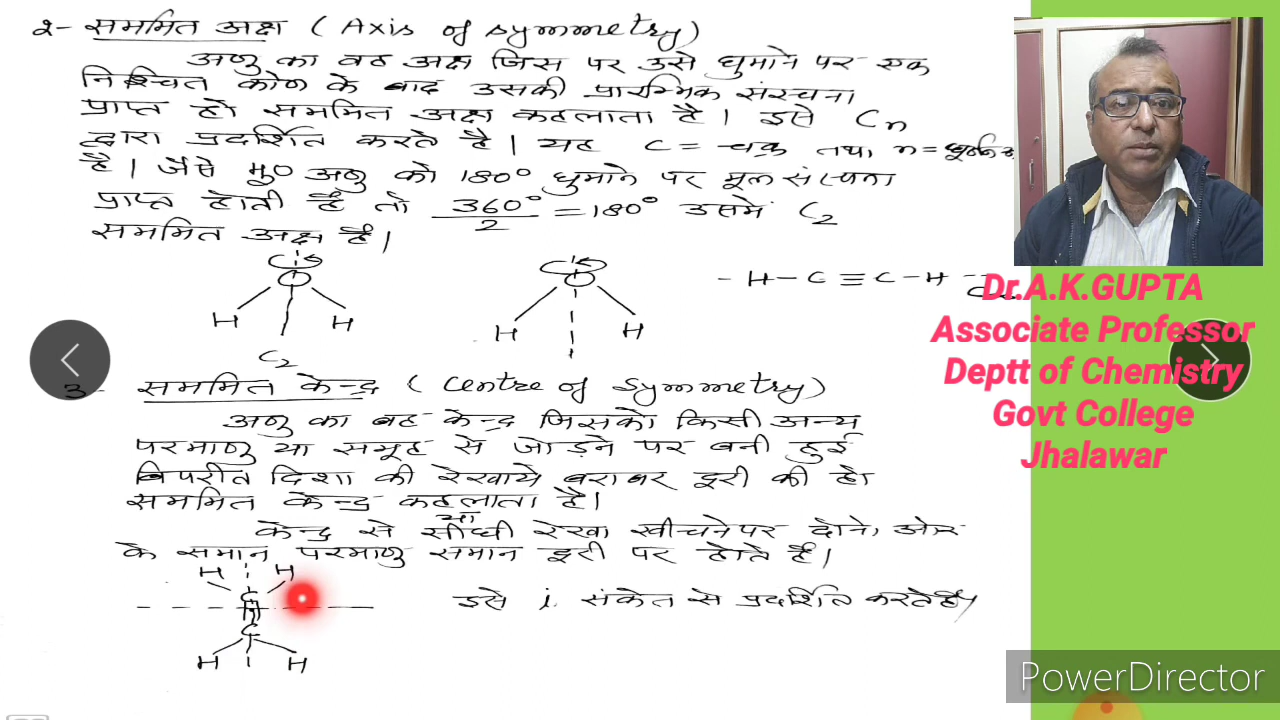 2- सममित अक्ष ( Axis of symmetry)
अणु का वह अक्ष जिस पर उसे घुमाने पर एक
निश्चित कोण के बाद उसकी प्रारम्भिक संरचना
प्राप्त हो सममित अक्ष कहलाता है। इसे Cn
द्वारा प्रदर्शित करते है। यह C = चक्र तथा n =
है। जैसे अणु को 180° घुमाने पर मूल संरचना
प्राप्त होती है तो 360°/2 = 180° उसमे C2
सममित अक्ष है।
O O
H H H H
- H - C ≡ C - H
C2
3- सममित केन्द्र ( Centre of Symmetry)
अणु का वह केन्द्र जिसको किसी अन्य
परमाणु या समूह से जोड़ने पर बनी हुई
विपरीत दिशा की रेखाये बराबर दूरी की हो
सममित केन्द्र कहलाता है।
या
केन्द्र से सीधी रेखा खीचने पर दोनो ओर
के समान परमाणु समान दूरी पर होते है।
H H
C
C
H H
इसे i संकेत से प्रदर्शित करते है।
Dr.A.K.GUPTA
Associate Professor
Deptt of Chemistry
Govt College
Jhalawar
PowerDirector